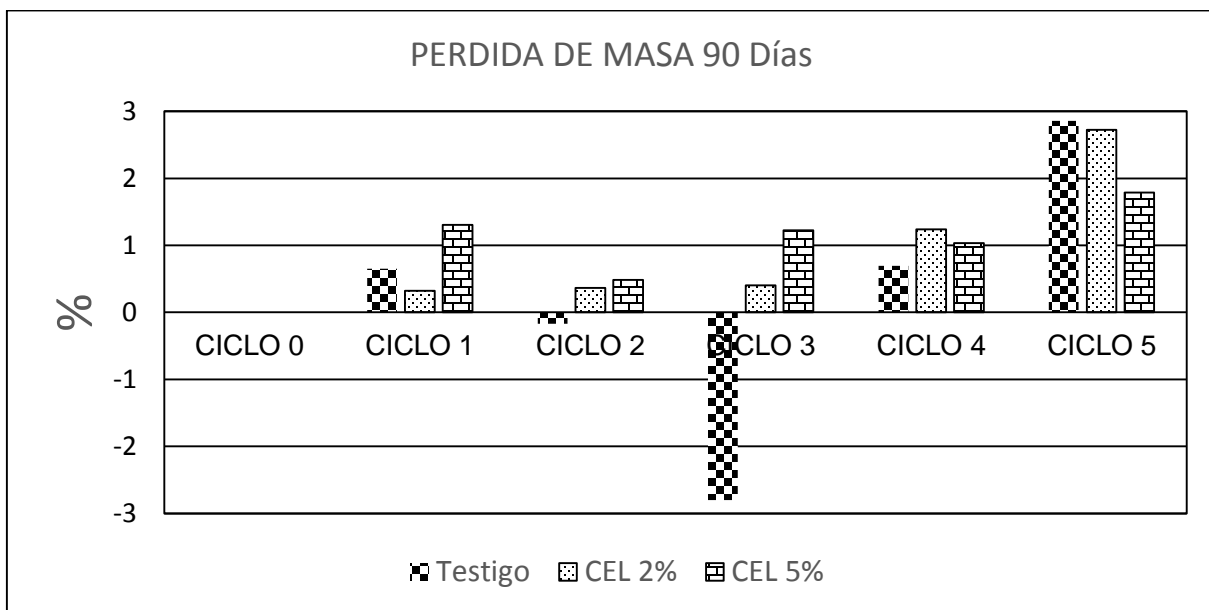 PERDIDA DE MASA 90 Días
3
2
1
0
-1
-2
-3
%
CICLO 0 CICLO 1 CICLO 2 CICLO 3 CICLO 4 CICLO 5
Testigo CEL 2% CEL 5%